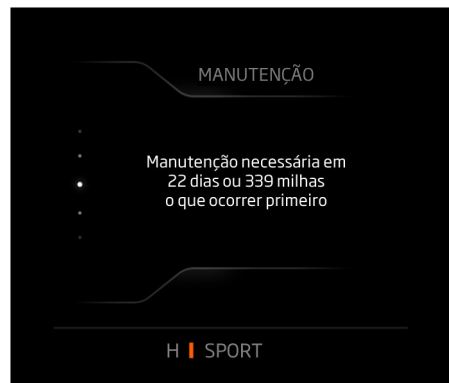 MANUTENÇÃO
Manutenção necessária em
22 dias ou 339 milhas
o que ocorrer primeiro
H SPORT